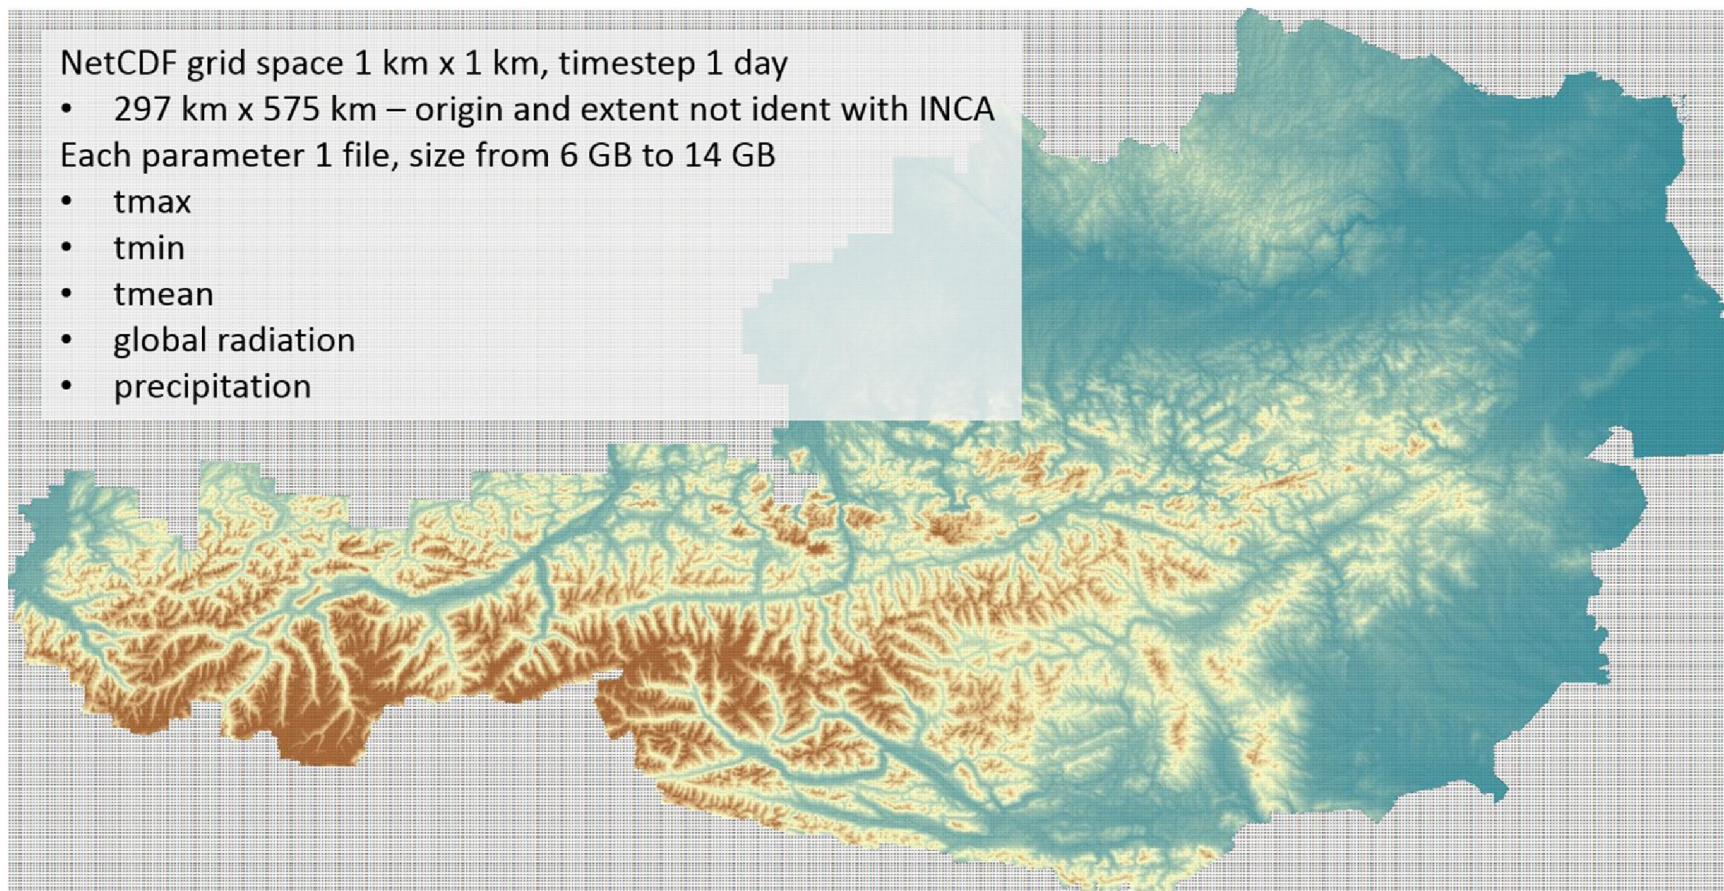 NetCDF grid space 1 km x 1 km, timestep 1 day
• 297 km x 575 km – origin and extent not ident with INCA
Each parameter 1 file, size from 6 GB to 14 GB
• tmax
• tmin
• tmean
• global radiation
• precipitation